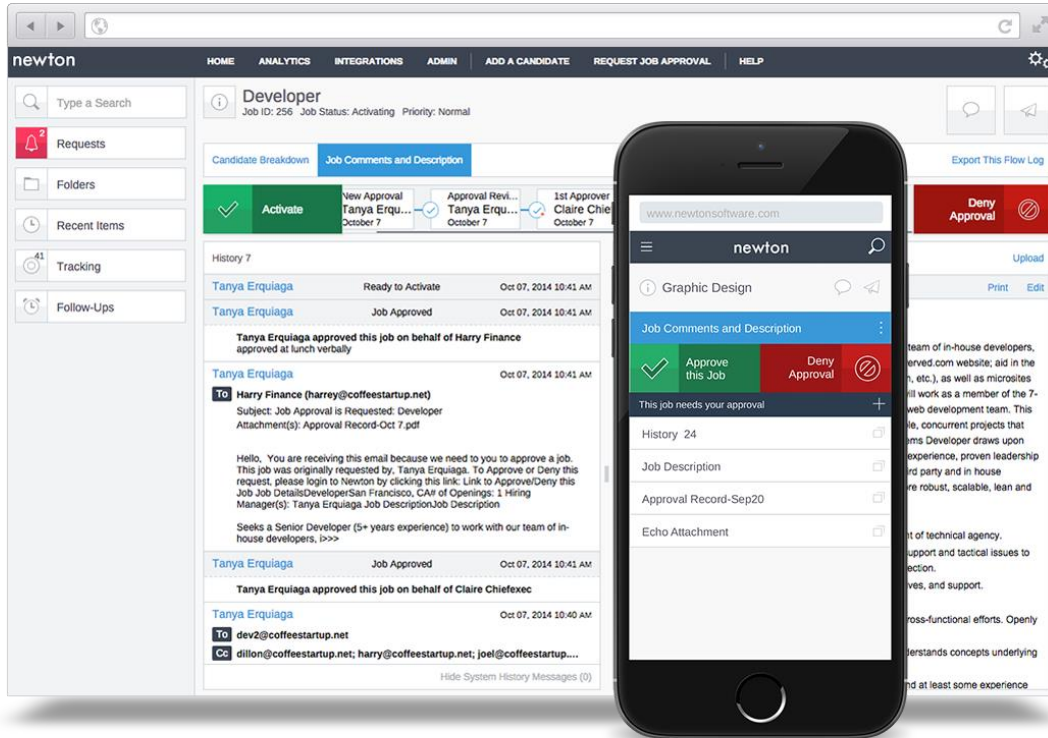 newton
HOME ANALYTICS INTEGRATIONS ADMIN ADD A CANDIDATE REQUEST JOB APPROVAL HELP
Type a Search
2
Requests
Folders
Recent Items
41
Tracking
Follow-Ups
Developer
Job ID: 256 Job Status: Activating Priority: Normal
Candidate Breakdown Job Comments and Description
Export This Flow Log
Activate
New Approval
Tanya Erqu...
October 7
Approval Revi...
Tanya Erqu...
October 7
1st Approver
Claire Chie
October 7
Deny
Approval
History 7
Tanya Erquiaga Ready to Activate Oct 07, 2014 10:41 AM
Tanya Erquiaga Job Approved Oct 07, 2014 10:41 AM
Tanya Erquiaga approved this job on behalf of Harry Finance
approved at lunch verbally
Tanya Erquiaga Oct 07, 2014 10:41 AM
To Harry Finance (harrey@coffeestartup.net)
Subject: Job Approval is Requested: Developer
Attachment(s): Approval Record-Oct 7.pdf
Hello, You are receiving this email because we need to you to approve a job.
This job was originally requested by, Tanya Erquiaga. To Approve or Deny this
request, please login to Newton by clicking this link: Link to Approve/Deny this
Job Job DetailsDeveloperSan Francisco, CA# of Openings: 1 Hiring
Manager(s): Tanya Erquiaga Job DescriptionJob Description
Seeks a Senior Developer (5+ years experience) to work with our team of in-
house developers, i>>>
Tanya Erquiaga Job Approved Oct 07, 2014 10:41 AM
Tanya Erquiaga approved this job on behalf of Claire Chiefexec
Tanya Erquiaga Oct 07, 2014 10:40 AM
To dev2@coffeestartup.net
Cc dillon@coffeestartup.net; harry@coffeestartup.net; joel@coffeestartup....
Hide System History Messages (0)
www.newtonsoftware.com
newton
Graphic Design
Job Comments and Description
Approve
this Job
Deny
Approval
This job needs your approval
History 24
Job Description
Approval Record-Sep20
Echo Attachment
Upload
Print Edit
team of in-house developers,
erved.com website; aid in the
, etc.), as well as microsites
ill work as a member of the 7-
web development team. This
le, concurrent projects that
ems Developer draws upon
experience, proven leadership
ird party and in house
re robust, scalable, lean and
t of technical agency.
upport and tactical issues to
ection.
ves, and support.
ross-functional efforts. Openly
derstands concepts underlying
nd at least some experience